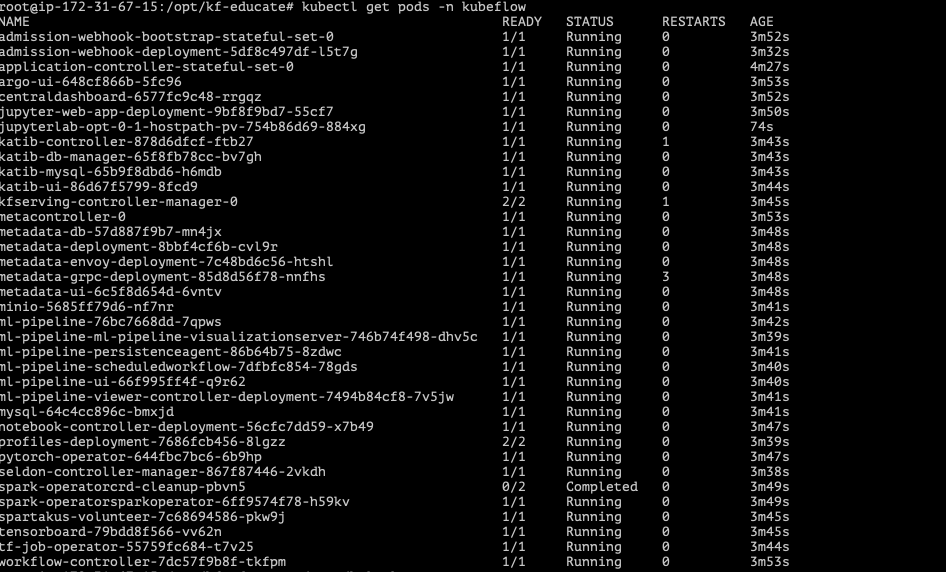 root@ip-172-31-67-15:/opt/kf-educate# kubectl get pods -n kubeflow
NAME READY STATUS RESTARTS AGE
admission-webhook-bootstrap-stateful-set-0 1/1 Running 0 3m52s
admission-webhook-deployment-5df8c497df-l5t7g 1/1 Running 0 3m32s
application-controller-stateful-set-0 1/1 Running 0 4m27s
argo-ui-648cf866b-5fc96 1/1 Running 0 3m53s
centraldashboard-6577fc9c48-rrgqz 1/1 Running 0 3m52s
jupyter-web-app-deployment-9bf8f9bd7-55cf7 1/1 Running 0 3m50s
jupyterlab-opt-0-1-hostpath-pv-754b86d69-884xg 1/1 Running 0 74s
katib-controller-878d6dfcf-ftb27 1/1 Running 1 3m43s
katib-db-manager-65f8fb78cc-bv7gh 1/1 Running 0 3m43s
katib-mysql-65b9f8dbd6-h6mdb 1/1 Running 0 3m43s
katib-ui-86d67f5799-8fcd9 1/1 Running 0 3m44s
kfserving-controller-manager-0 2/2 Running 1 3m45s
metacontroller-0 1/1 Running 0 3m53s
metadata-db-57d887f9b7-mn4jx 1/1 Running 0 3m48s
metadata-deployment-8bbf4cf6b-cvl9r 1/1 Running 0 3m48s
metadata-envoy-deployment-7c48bd6c56-htshl 1/1 Running 0 3m48s
metadata-grpc-deployment-85d8d56f78-nnfhs 1/1 Running 3 3m48s
metadata-ui-6c5f8d654d-6vntv 1/1 Running 0 3m48s
minio-5685ff79d6-nf7nr 1/1 Running 0 3m41s
ml-pipeline-76bc7668dd-7qpws 1/1 Running 0 3m42s
ml-pipeline-ml-pipeline-visualizationserver-746b74f498-dhv5c 1/1 Running 0 3m39s
ml-pipeline-persistenceagent-86b64b75-8zdwc 1/1 Running 0 3m41s
ml-pipeline-scheduledworkflow-7dfbfc854-78gds 1/1 Running 0 3m40s
ml-pipeline-ui-66f995ff4f-q9r62 1/1 Running 0 3m40s
ml-pipeline-viewer-controller-deployment-7494b84cf8-7v5jw 1/1 Running 0 3m41s
mysql-64c4cc896c-bmxjd 1/1 Running 0 3m41s
notebook-controller-deployment-56cfc7dd59-x7b49 1/1 Running 0 3m47s
profiles-deployment-7686fcb456-8lgzz 2/2 Running 0 3m39s
pytorch-operator-644fbc7bc6-6b9hp 1/1 Running 0 3m47s
seldon-controller-manager-867f87446-2vkdh 1/1 Running 0 3m38s
spark-operatorcrd-cleanup-pbvn5 0/2 Completed 0 3m49s
spark-operatorsparkoperator-6ff9574f78-h59kv 1/1 Running 0 3m49s
spartakus-volunteer-7c68694586-pkw9j 1/1 Running 0 3m45s
tensorboard-79bdd8f566-vv62n 1/1 Running 0 3m45s
tf-job-operator-55759fc684-t7v25 1/1 Running 0 3m44s
workflow-controller-7dc57f9b8f-tkfpm 1/1 Running 0 3m53s